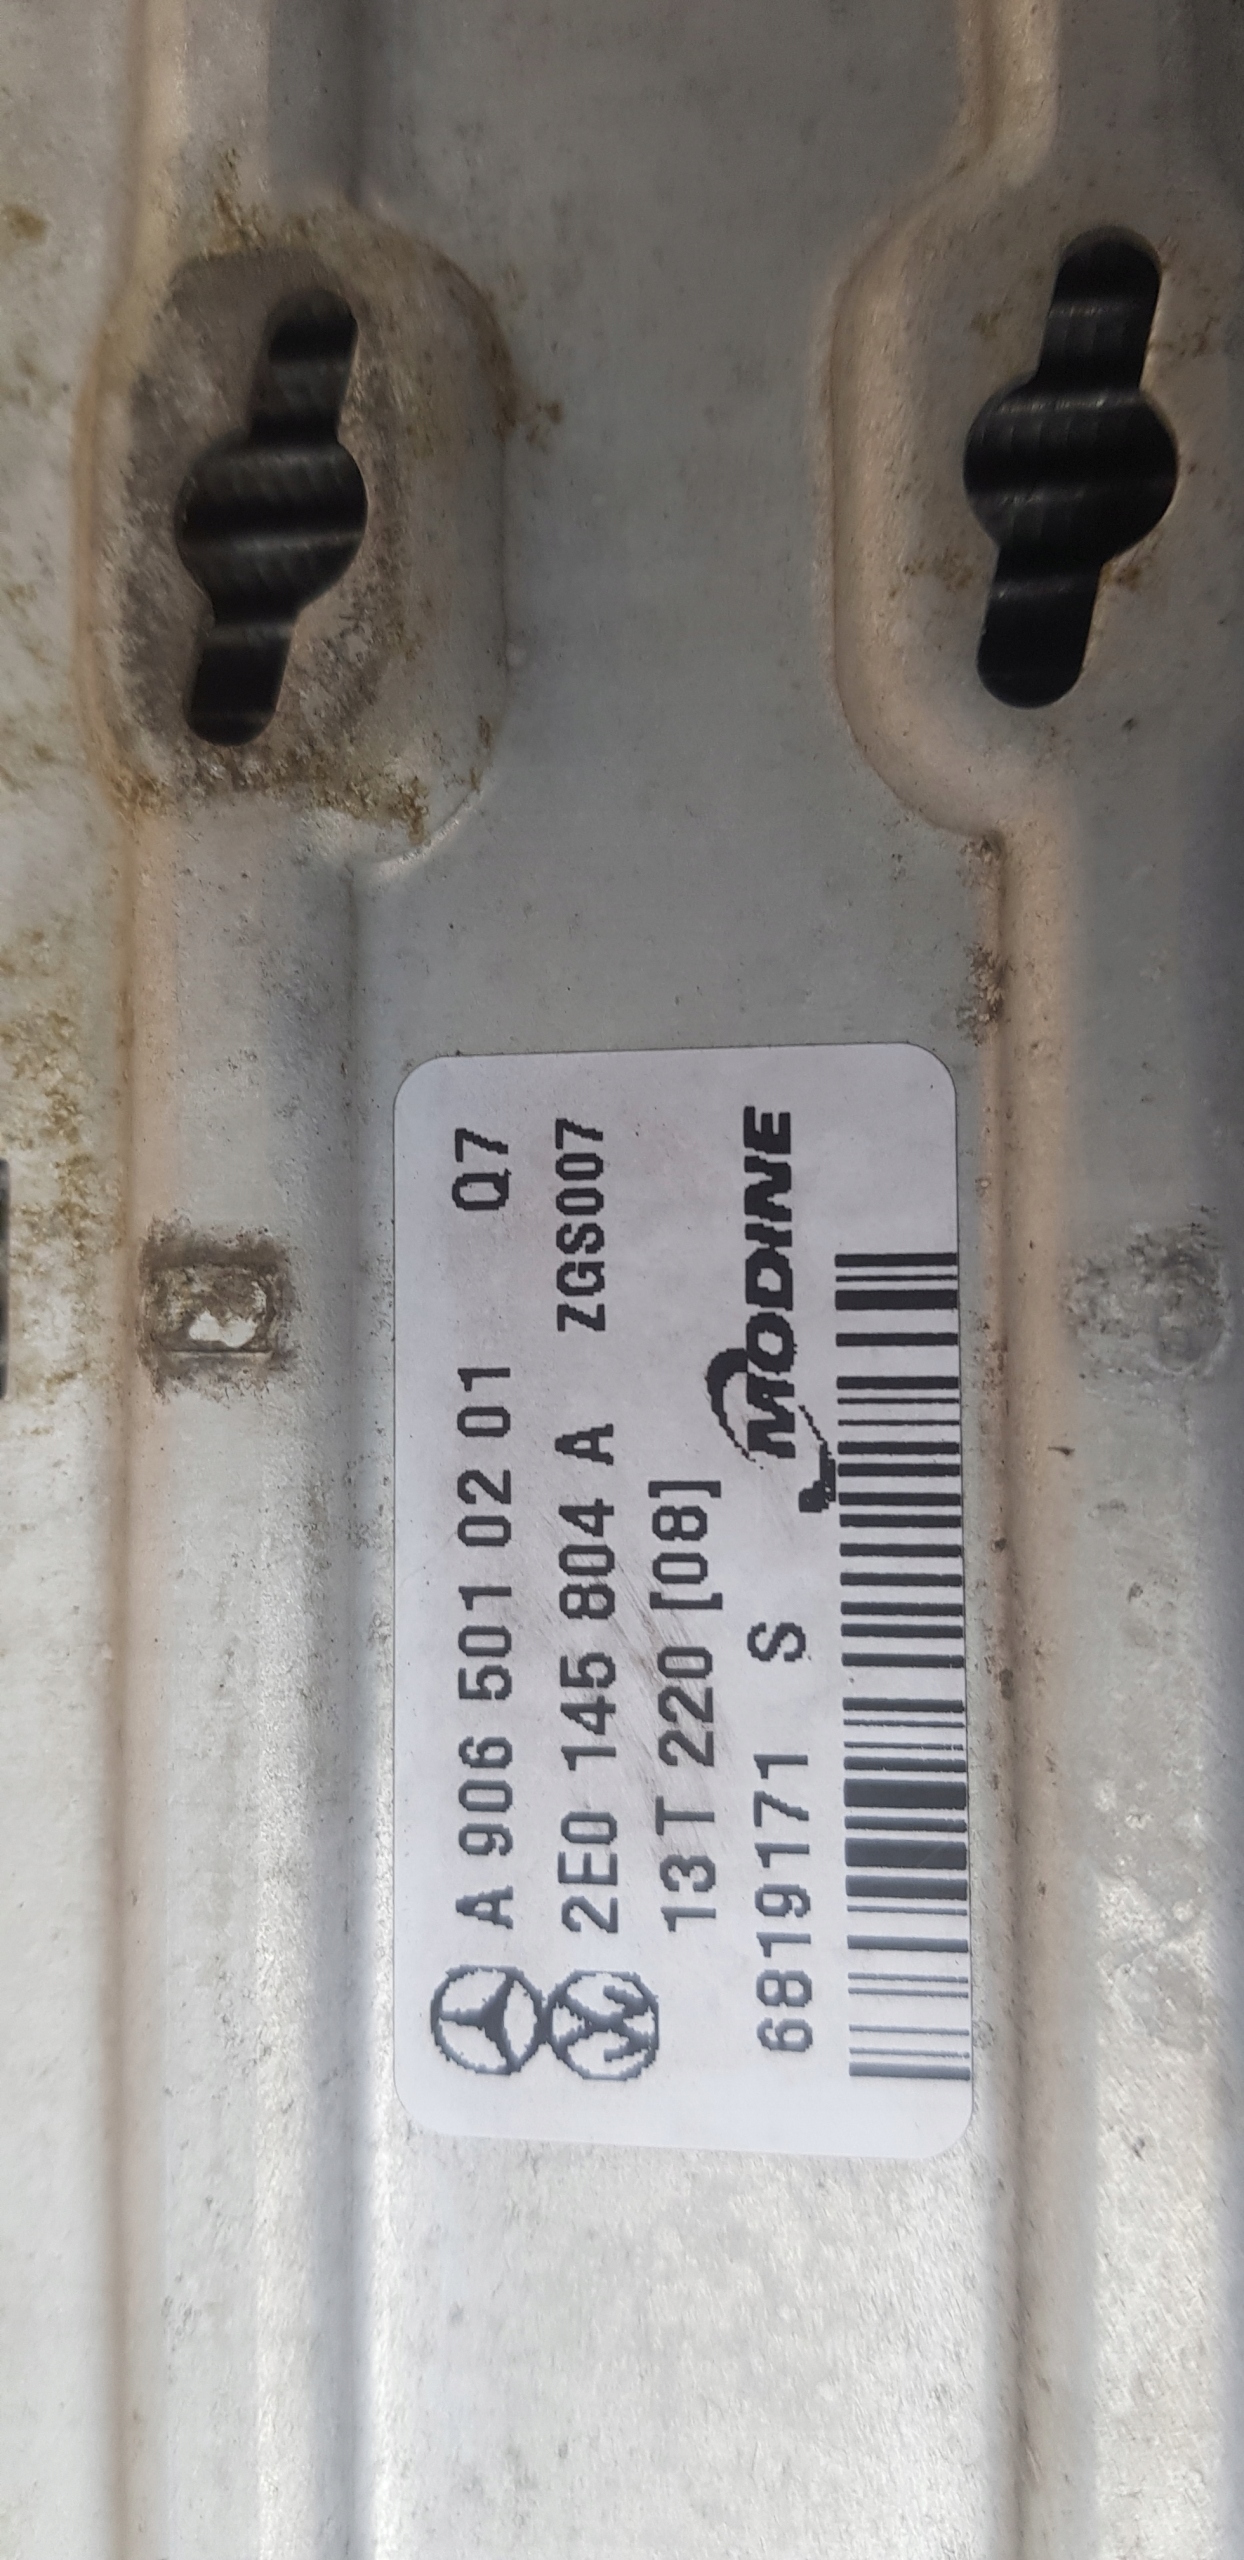 A 906 501 02 01 Q7
2E0 145 804 A ZGS007
13T 220 [08]
6819171 S MODINE